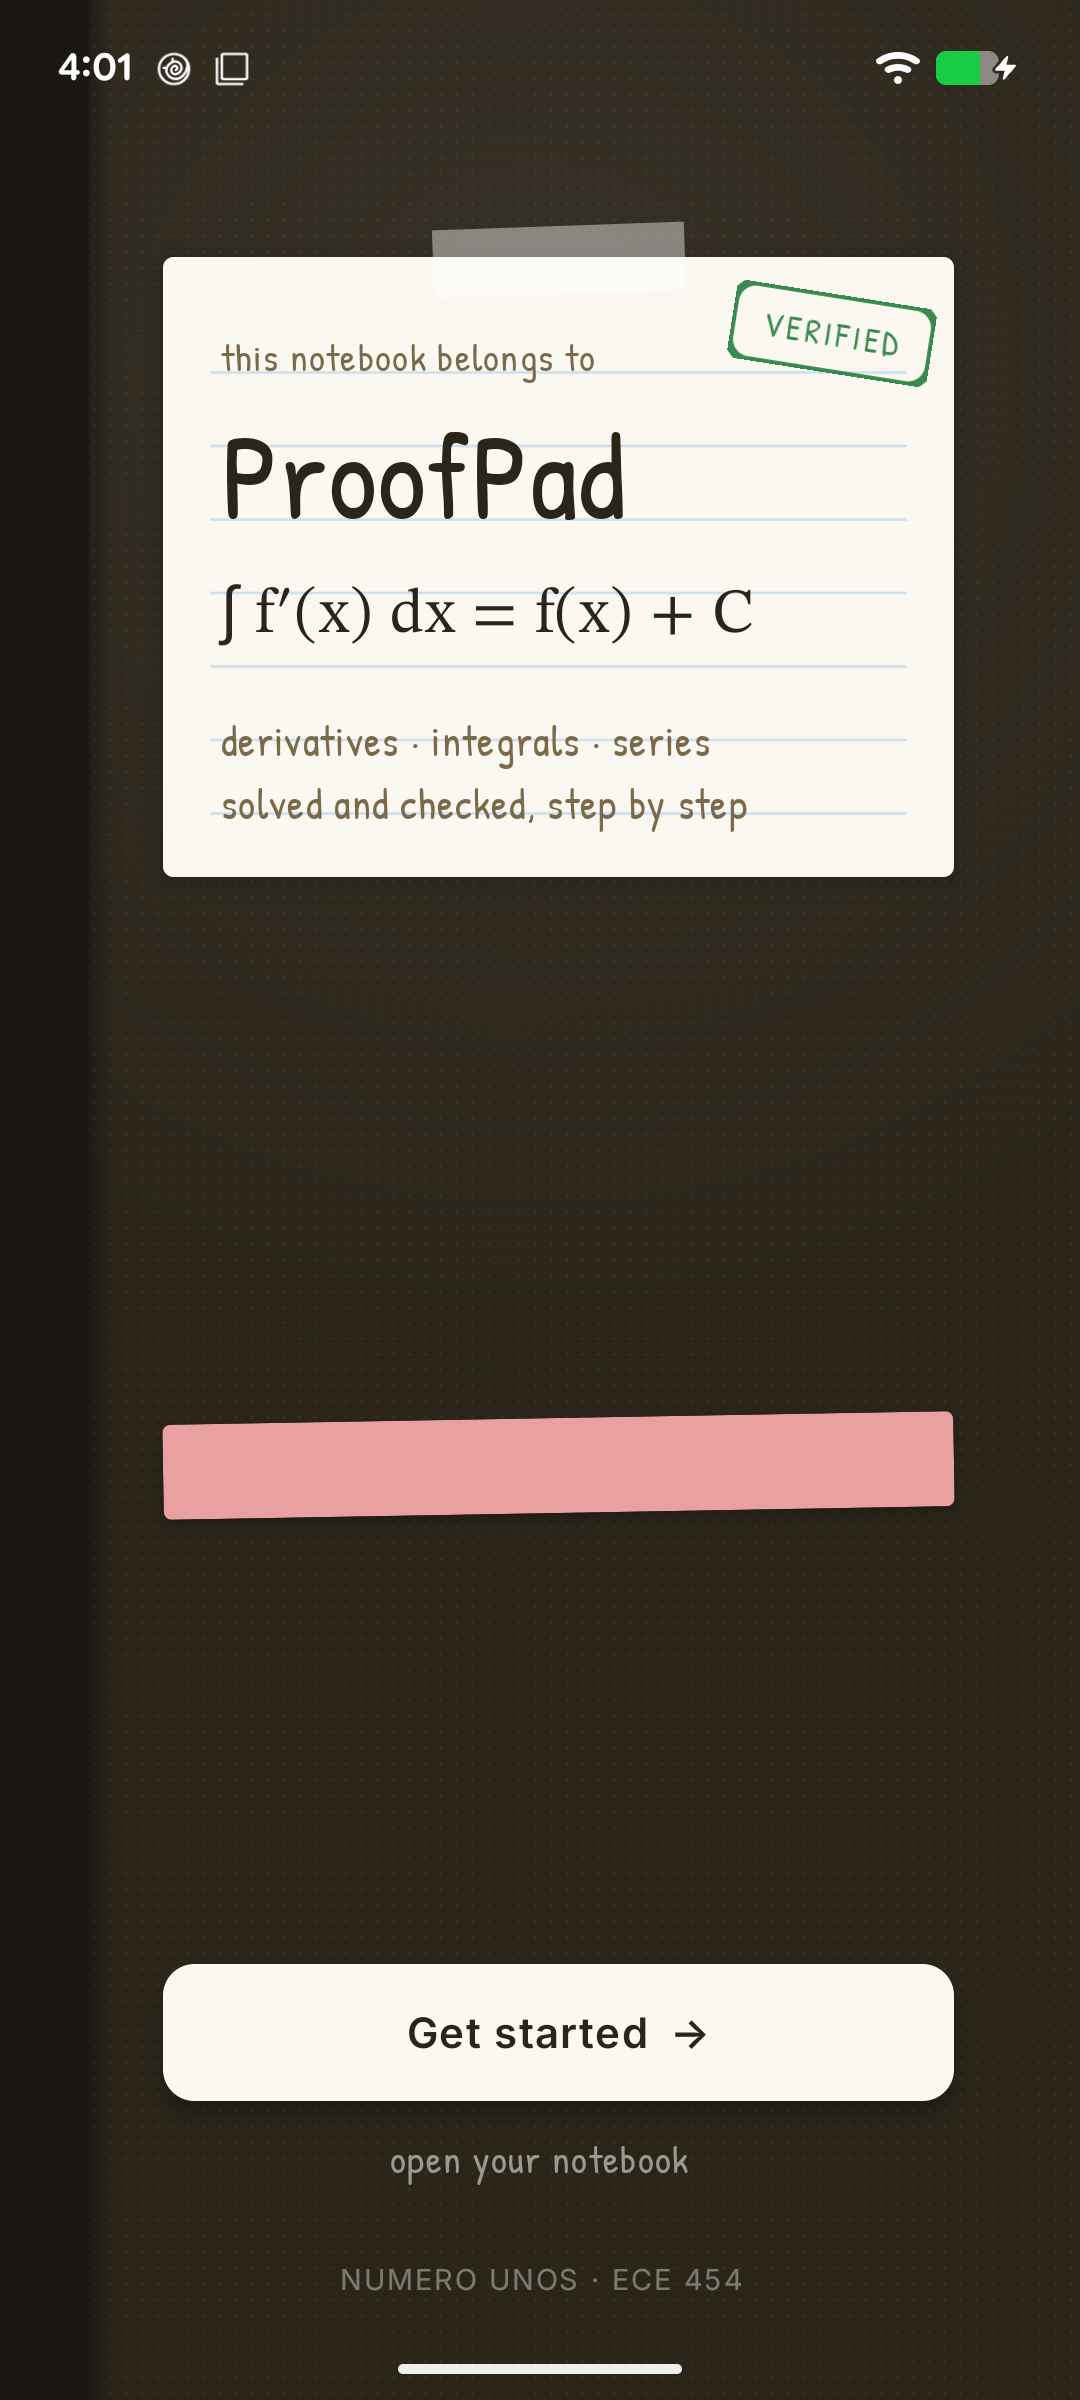 4:01
VERIFIED
this notebook belongs to
ProofPad
∫ f′(x) dx = f(x) + C
derivatives · integrals · series
solved and checked, step by step
Get started →
open your notebook
NUMERO UNOS · ECE 454